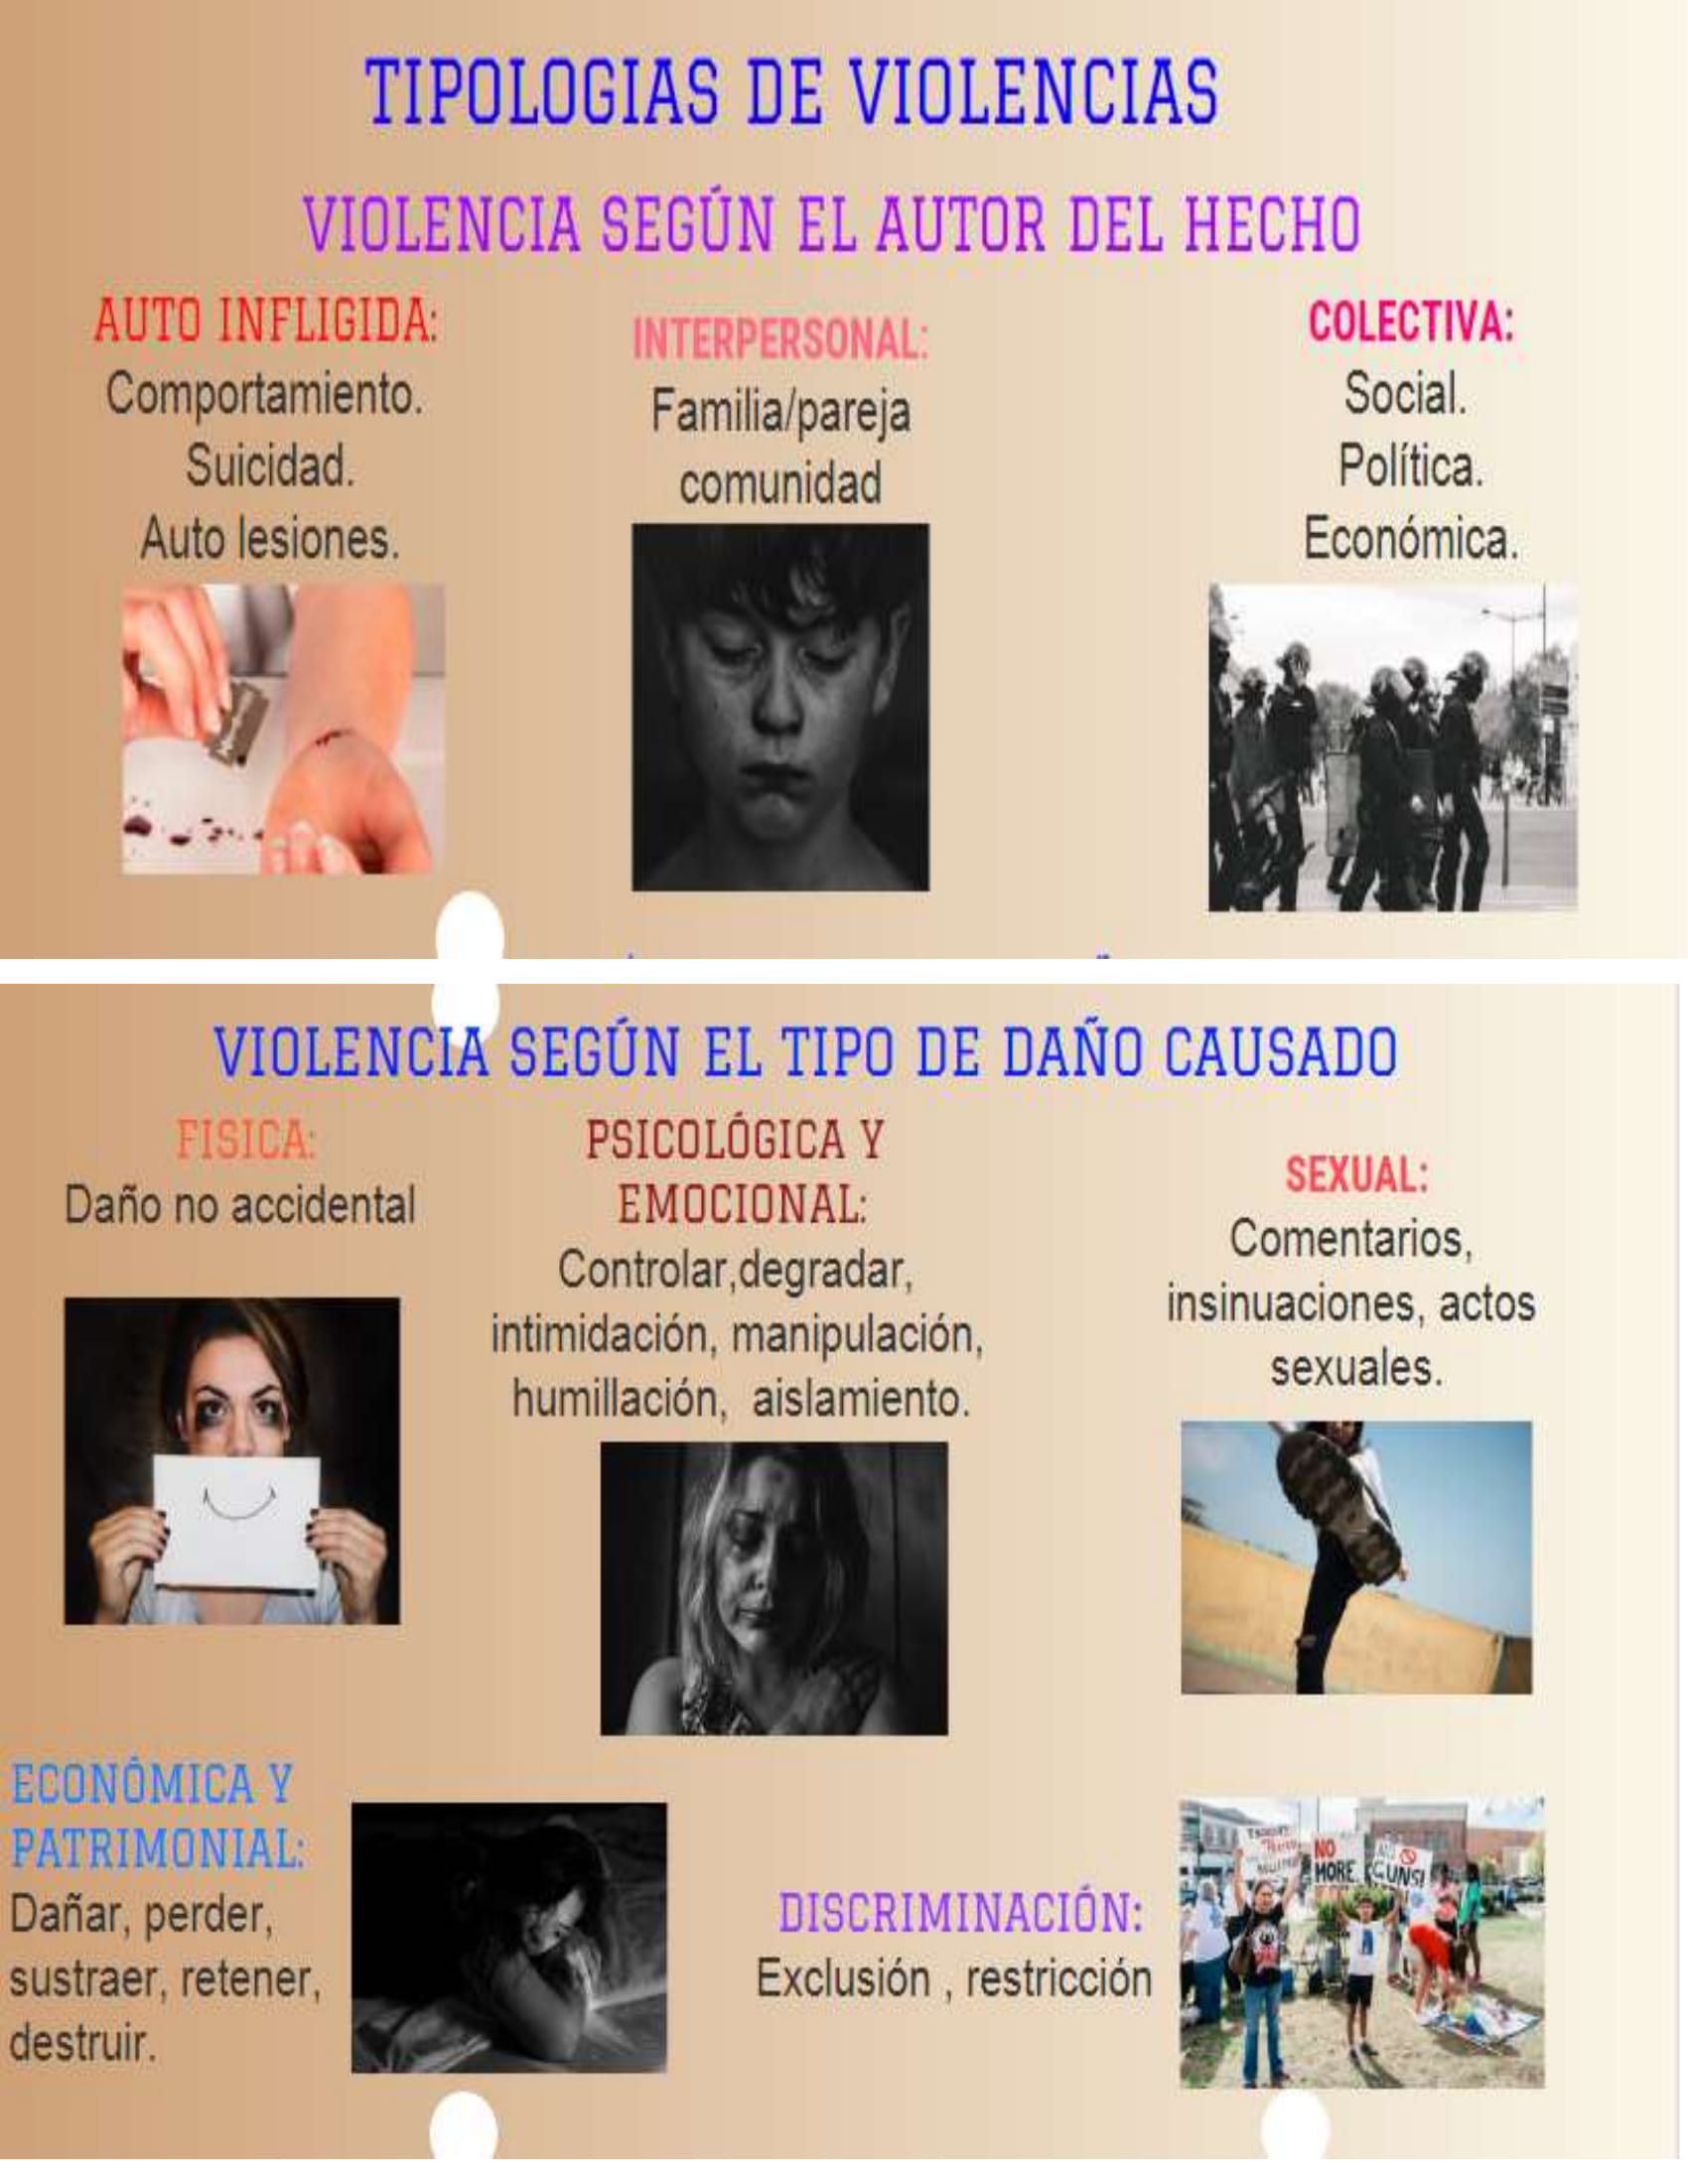 TIPOLOGIAS DE VIOLENCIAS
VIOLENCIA SEGÚN EL AUTOR DEL HECHO
AUTO INFLIGIDA:
Comportamiento.
Suicidad.
Auto lesiones.
INTERPERSONAL:
Familia/pareja
comunidad
COLECTIVA:
Social.
Política.
Económica.
VIOLENCIA SEGÚN EL TIPO DE DAÑO CAUSADO
FISICA:
Daño no accidental
PSICOLÓGICA Y
EMOCIONAL:
Controlar,degradar,
intimidación, manipulación,
humillación, aislamiento.
SEXUAL:
Comentarios,
insinuaciones, actos
sexuales.
ECONÓMICA Y
PATRIMONIAL:
Dañar, perder,
sustraer, retener,
destruir.
DISCRIMINACIÓN:
Exclusión , restricción
NO
MORE
GUNS!